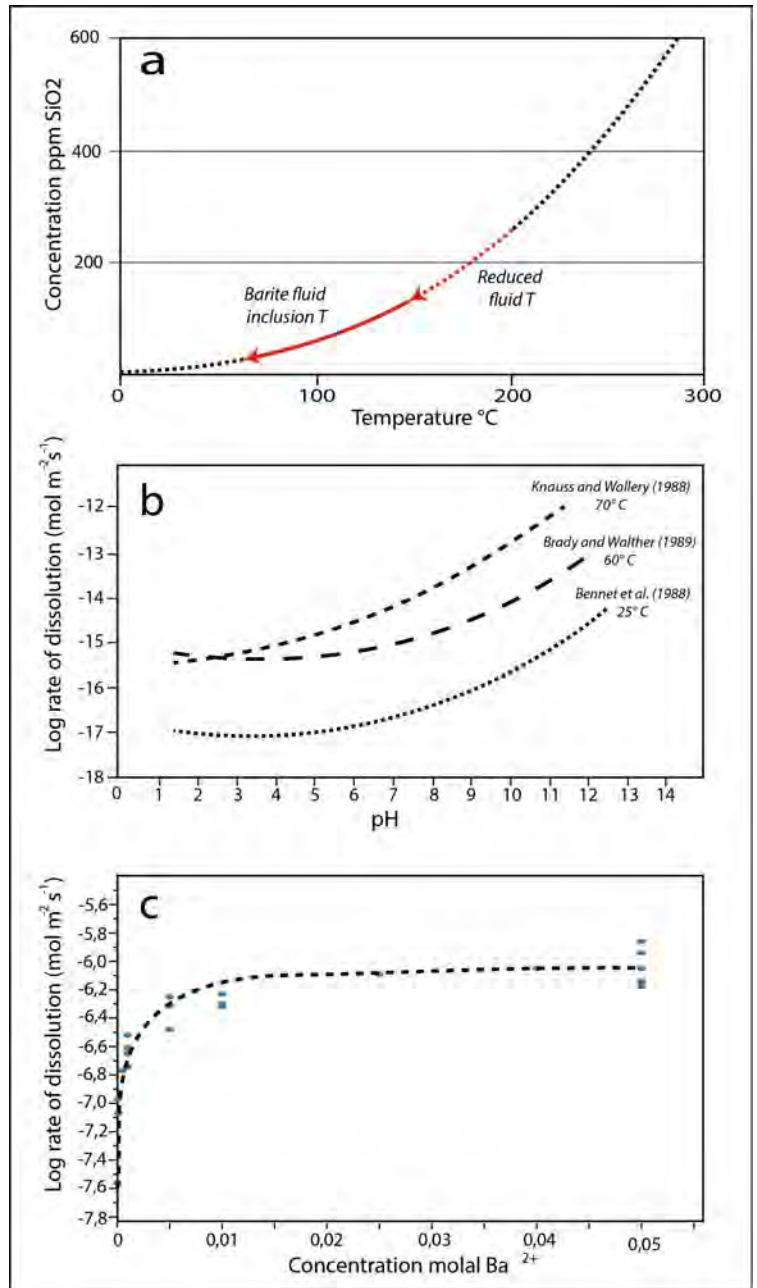 a
Concentration ppm SiO2
600
400
200
Barite fluid
inclusion T
Reduced
fluid T
0
100
200
300
Temperature °C
b
Log rate of dissolution (mol m⁻²s⁻¹)
-12
-13
-14
-15
-16
-17
-18
Knauss and Wollery (1988)
70° C
Brady and Walther (1989)
60° C
Bennet et al. (1988)
25° C
0 1 2 3 4 5 6 7 8 9 10 11 12 13 14
pH
c
Log rate of dissolution (mol m⁻² s⁻¹)
-5,6
-5,8
-6,0
-6,2
-6,4
-6,6
-6,8
-7,0
-7,2
-7,4
-7,6
-7,8
0
0,01
0,02
0,03
0,04
0,05
Concentration molal Ba ²⁺